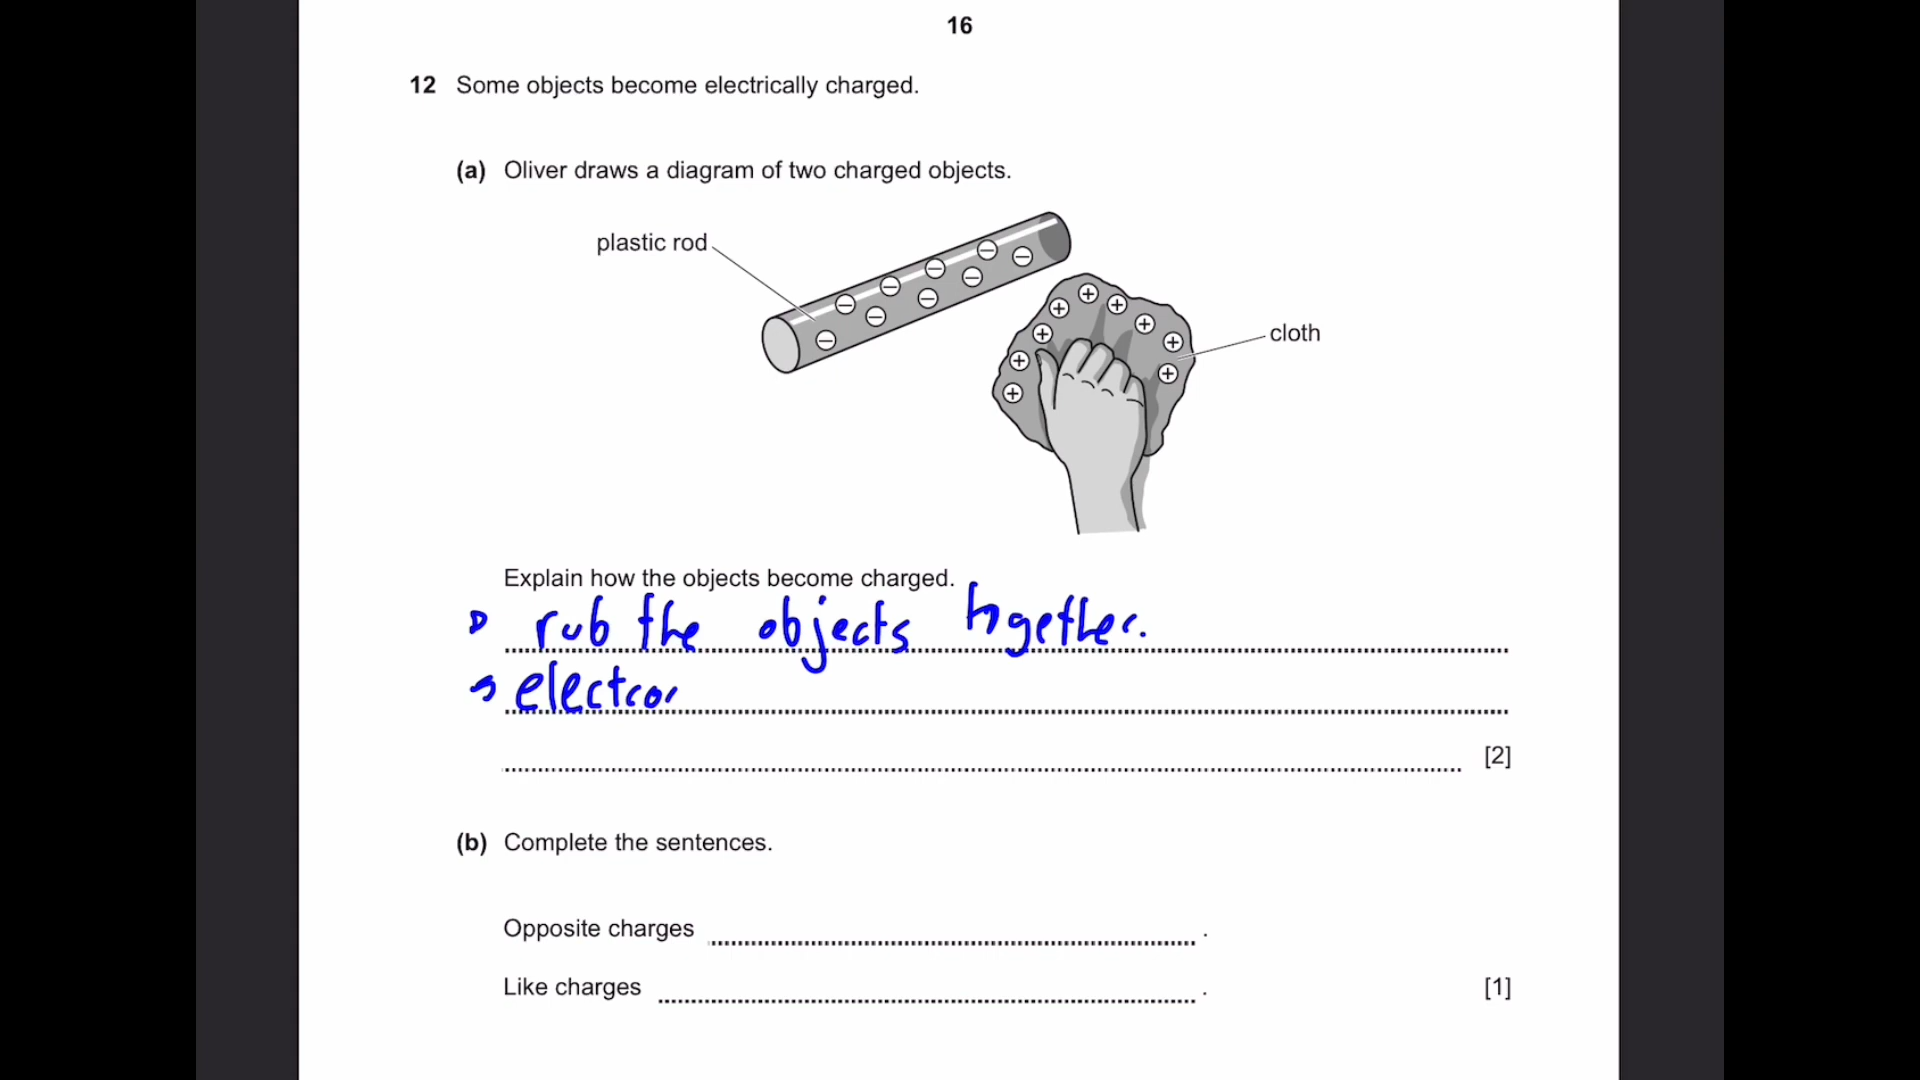 16
12 Some objects become electrically charged.
(a) Oliver draws a diagram of two charged objects.
plastic rod
cloth
Explain how the objects become charged.
rub the objects together.
electron
[2]
(b) Complete the sentences.
Opposite charges .
Like charges . [1]